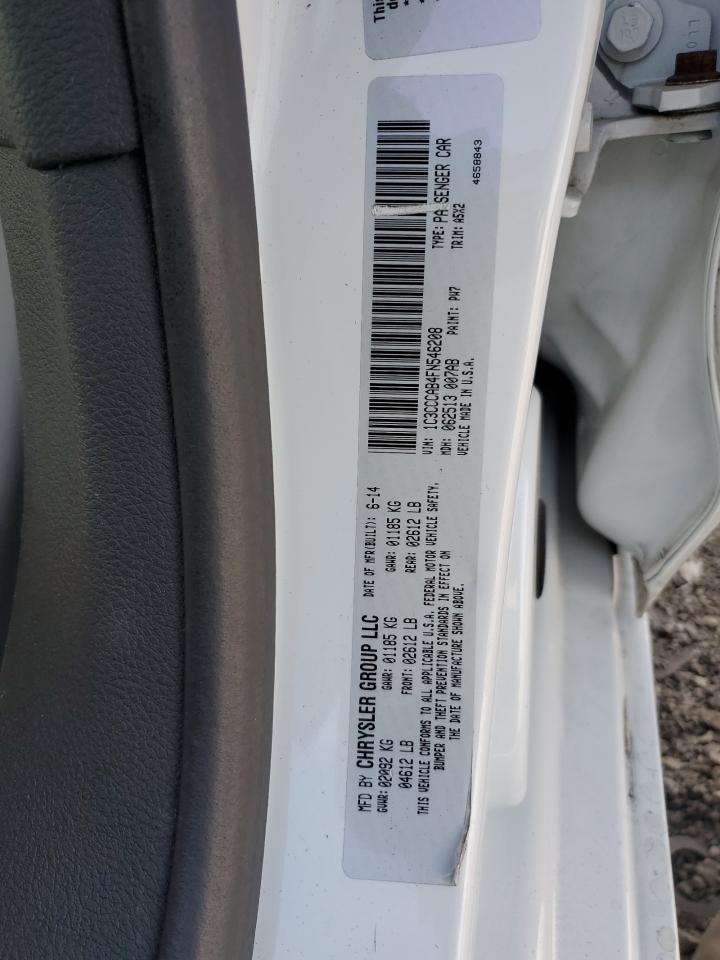 MFD BY CHRYSLER GROUP LLC
DATE OF MFR(BUILT): 6-14
GVWR: 02092 KG
GAWR: 01185 KG
GAWR: 01185 KG
04612 LB
FRONT: 02612 LB
REAR: 02612 LB
THIS VEHICLE CONFORMS TO ALL APPLICABLE U.S.A. FEDERAL MOTOR VEHICLE SAFETY,
BUMPER AND THEFT PREVENTION STANDARDS IN EFFECT ON
THE DATE OF MANUFACTURE SHOWN ABOVE.
VIN: 1C3CCCAB4FN546208
TYPE: PASSENGER CAR
MDH: 062513 007AB
PAINT: PW7
TRIM: A5X2
VEHICLE MADE IN U.S.A.
4658843